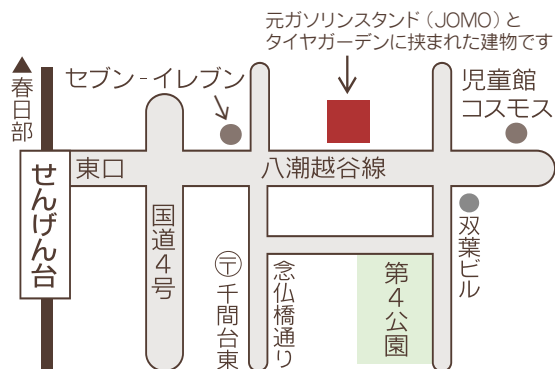 元ガソリンスタンド（JOMO）と
タイヤガーデンに挟まれた建物です
▲春日部
セブン‐イレブン
児童館
コスモス
せんげん台
東口
八潮越谷線
国道4号
〒千間台東
念仏橋通り
第4公園
双葉ビル